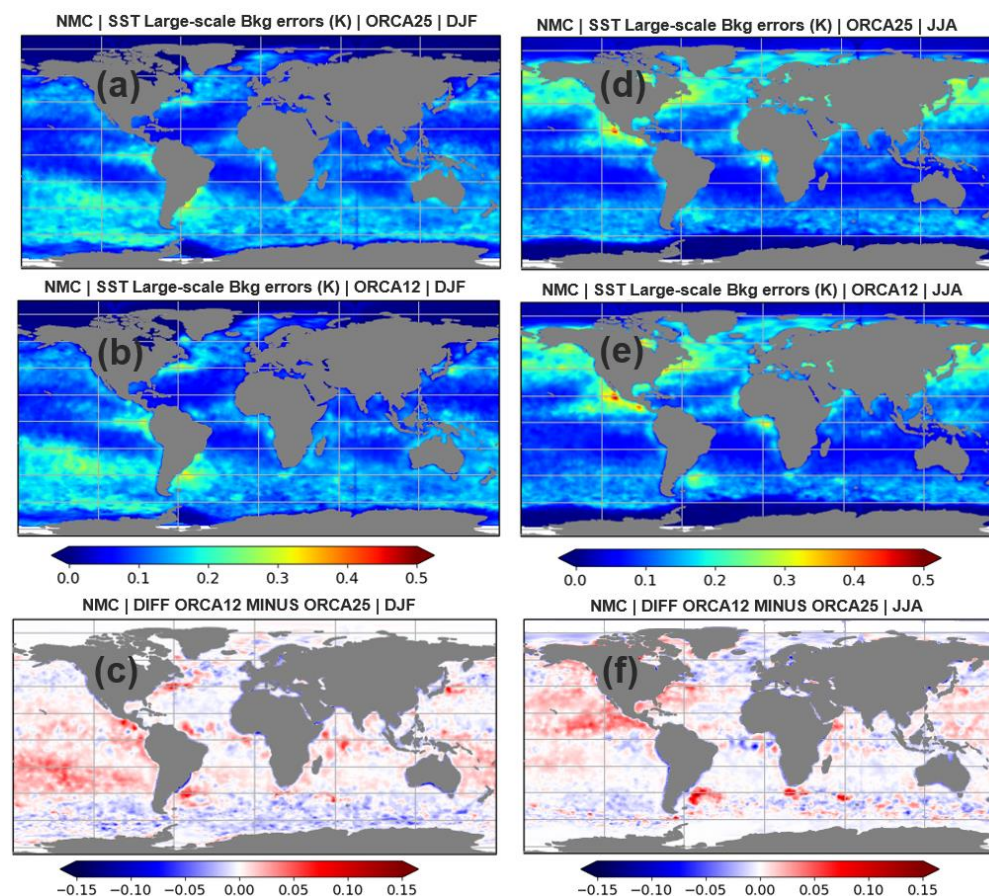 NMC | SST Large-scale Bkg errors (K) | ORCA25 | DJF
(a)
NMC | SST Large-scale Bkg errors (K) | ORCA25 | JJA
(d)
NMC | SST Large-scale Bkg errors (K) | ORCA12 | DJF
(b)
NMC | SST Large-scale Bkg errors (K) | ORCA12 | JJA
(e)
0.0 0.1 0.2 0.3 0.4 0.5
0.0 0.1 0.2 0.3 0.4 0.5
NMC | DIFF ORCA12 MINUS ORCA25 | DJF
(c)
NMC | DIFF ORCA12 MINUS ORCA25 | JJA
(f)
−0.15 −0.10 −0.05 0.00 0.05 0.10 0.15
−0.15 −0.10 −0.05 0.00 0.05 0.10 0.15